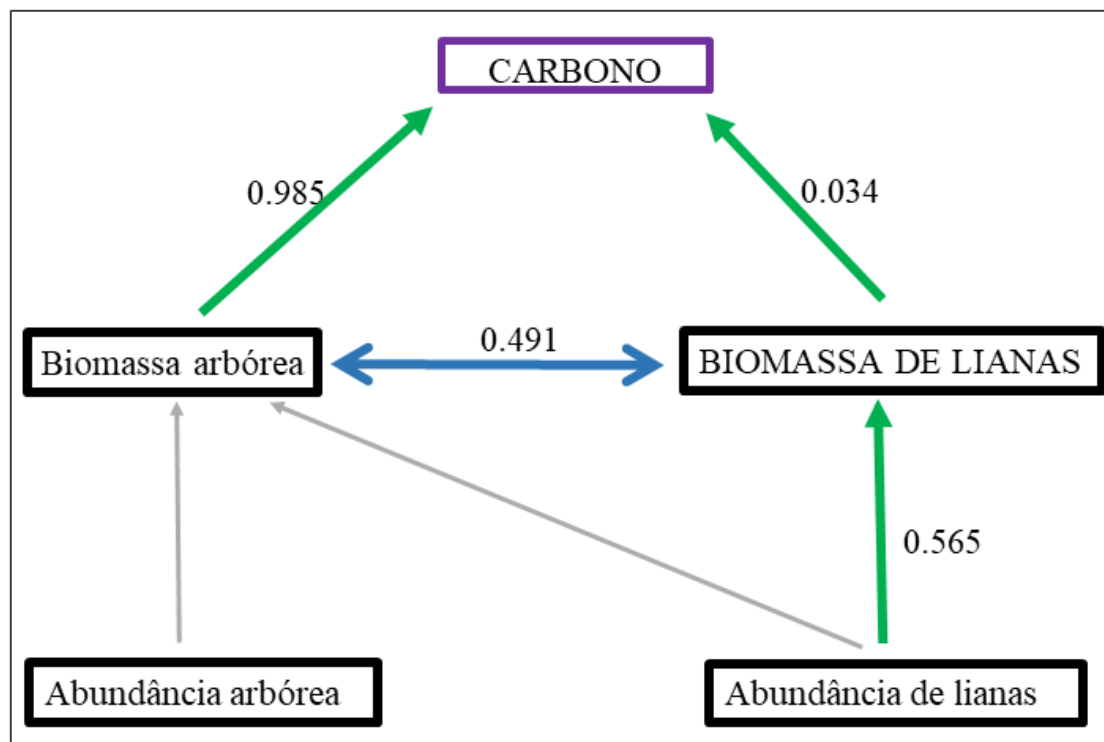 CARBONO
0.985
0.034
Biomassa arbórea
0.491
BIOMASSA DE LIANAS
0.565
Abundância arbórea
Abundância de lianas